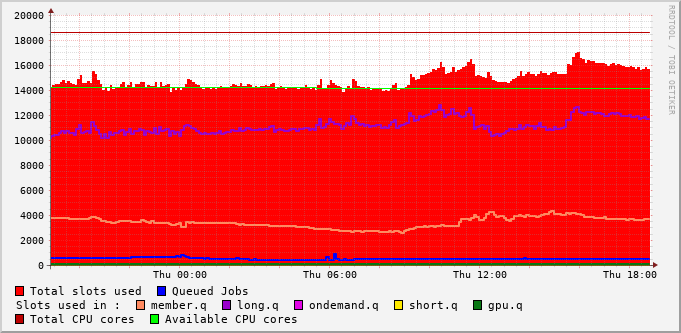 20000
18000
16000
14000
12000
10000
8000
6000
4000
2000
0
Thu 00:00 Thu 06:00 Thu 12:00 Thu 18:00
Total slots used Queued Jobs
Slots used in : member.q long.q ondemand.q short.q gpu.q
Total CPU cores Available CPU cores
RRDTOOL / TOBI OETIKER